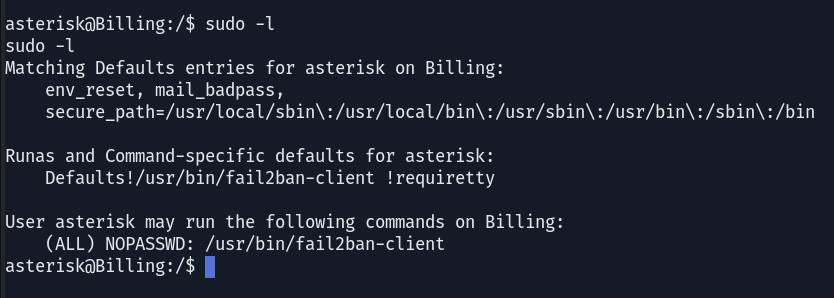 asterisk@Billing:/$ sudo -l
sudo -l
Matching Defaults entries for asterisk on Billing:
    env_reset, mail_badpass,
    secure_path=/usr/local/sbin\:/usr/local/bin\:/usr/sbin\:/usr/bin\:/sbin\:/bin

Runas and Command-specific defaults for asterisk:
    Defaults!/usr/bin/fail2ban-client !requiretty

User asterisk may run the following commands on Billing:
    (ALL) NOPASSWD: /usr/bin/fail2ban-client
asterisk@Billing:/$